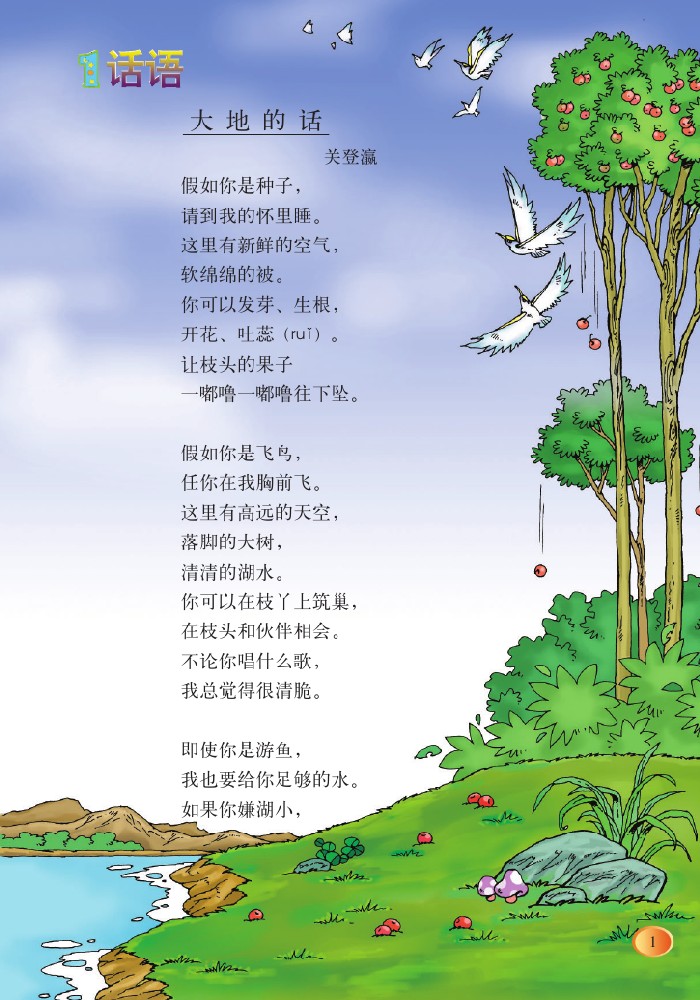 1 话语
大地的话
关登瀛
假如你是种子，
请到我的怀里睡。
这里有新鲜的空气，
软绵绵的被。
你可以发芽、生根，
开花、吐蕊（ruǐ）。
让枝头的果子
一嘟噜一嘟噜往下坠。
假如你是飞鸟，
任你在我胸前飞。
这里有高远的天空，
落脚的大树，
清清的湖水。
你可以在枝丫上筑巢，
在枝头和伙伴相会。
不论你唱什么歌，
我总觉得很清脆。
即使你是游鱼，
我也要给你足够的水。
如果你嫌湖小，
1